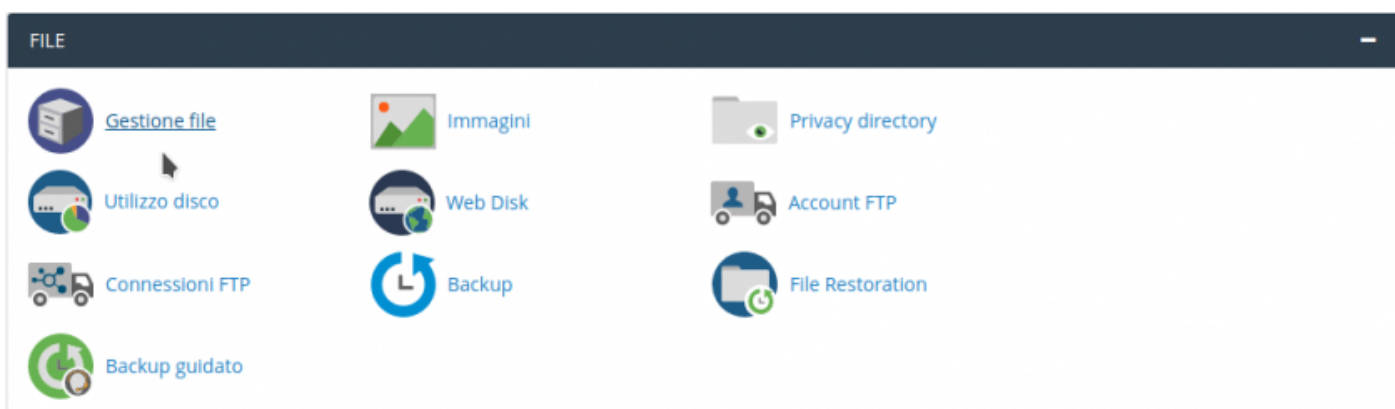 FILE
Gestione file
Immagini
Privacy directory
Utilizzo disco
Web Disk
Account FTP
Connessioni FTP
Backup
File Restoration
Backup guidato